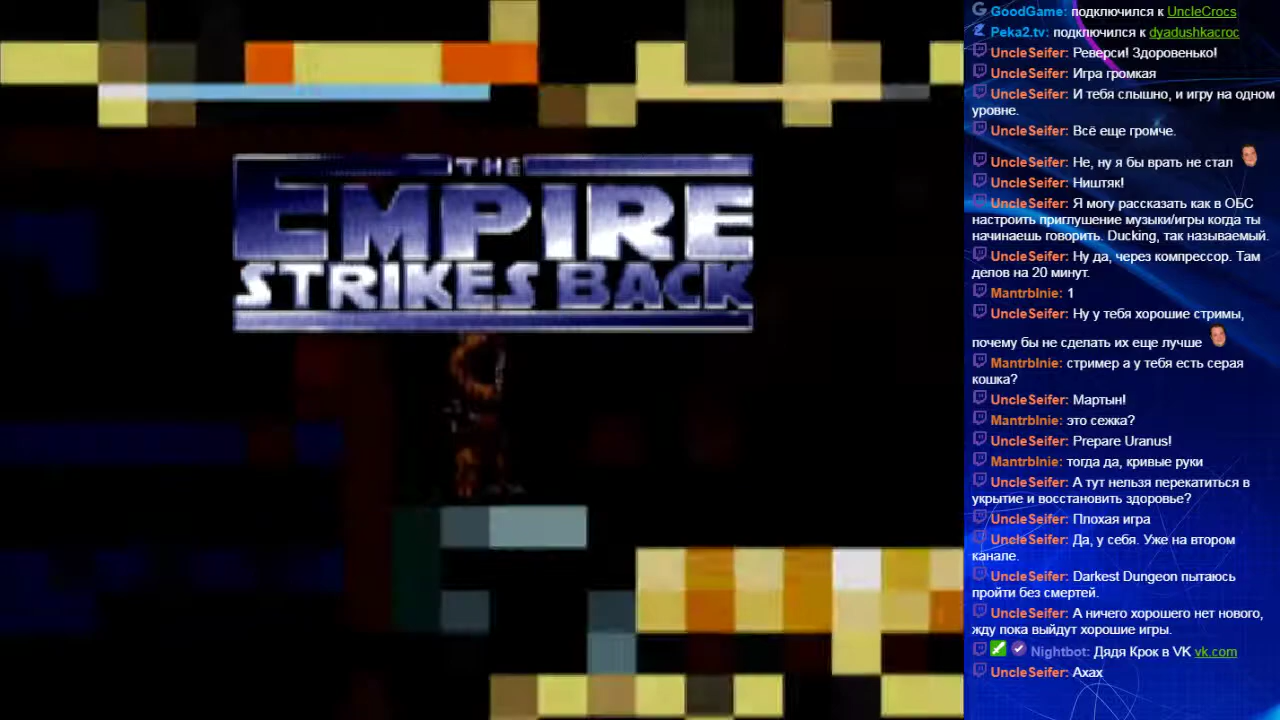 THE
EMPIRE
STRIKES BACK
GoodGame: подключился к UncleCrocs
Peka2.tv: подключился к dyadushkacroc
UncleSeifer: Реверси! Здоровенько!
UncleSeifer: Игра громкая
UncleSeifer: И тебя слышно, и игру на одном
уровне.
UncleSeifer: Всё еще громче.
UncleSeifer: Не, ну я бы врать не стал
UncleSeifer: Ништяк!
UncleSeifer: Я могу рассказать как в ОБС
настроить приглушение музыки/игры когда ты
начинаешь говорить. Ducking, так называемый.
UncleSeifer: Ну да, через компрессор. Там
делов на 20 минут.
Mantrblnie: 1
UncleSeifer: Ну у тебя хорошие стримы,
почему бы не сделать их еще лучше
Mantrblnie: стример а у тебя есть серая
кошка?
UncleSeifer: Мартын!
Mantrblnie: это сежка?
UncleSeifer: Prepare Uranus!
Mantrblnie: тогда да, кривые руки
UncleSeifer: А тут нельзя перекатиться в
укрытие и восстановить здоровье?
UncleSeifer: Плохая игра
UncleSeifer: Да, у себя. Уже на втором
канале.
UncleSeifer: Darkest Dungeon пытаюсь
пройти без смертей.
UncleSeifer: А ничего хорошего нет нового,
жду пока выйдут хорошие игры.
Nightbot: Дядя Крок в VK vk.com
UncleSeifer: Ахах